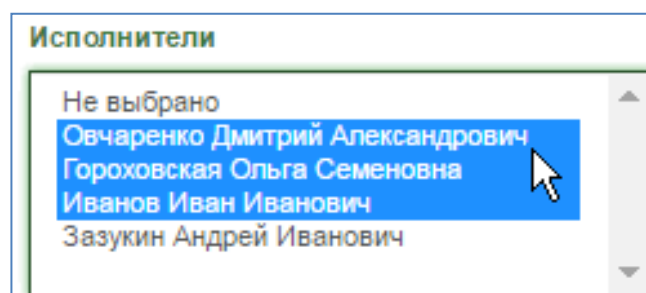 Исполнители
Не выбрано
Овчаренко Дмитрий Александрович
Гороховская Ольга Семеновна
Иванов Иван Иванович
Зазукин Андрей Иванович